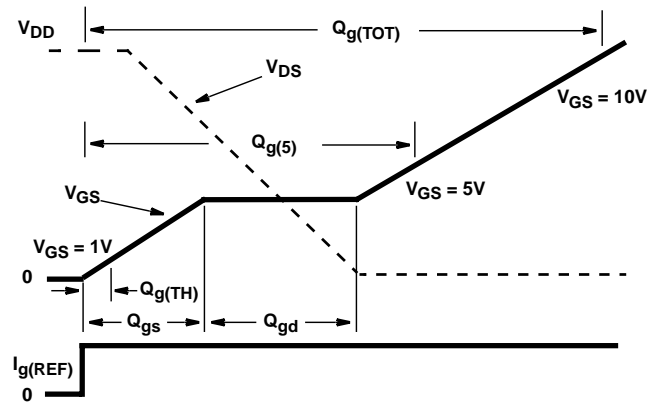 VDD
Qg(TOT)
VDS
VGS = 10V
Qg(5)
VGS
VGS = 5V
VGS = 1V
0
Qg(TH)
Qgs
Qgd
Ig(REF)
0